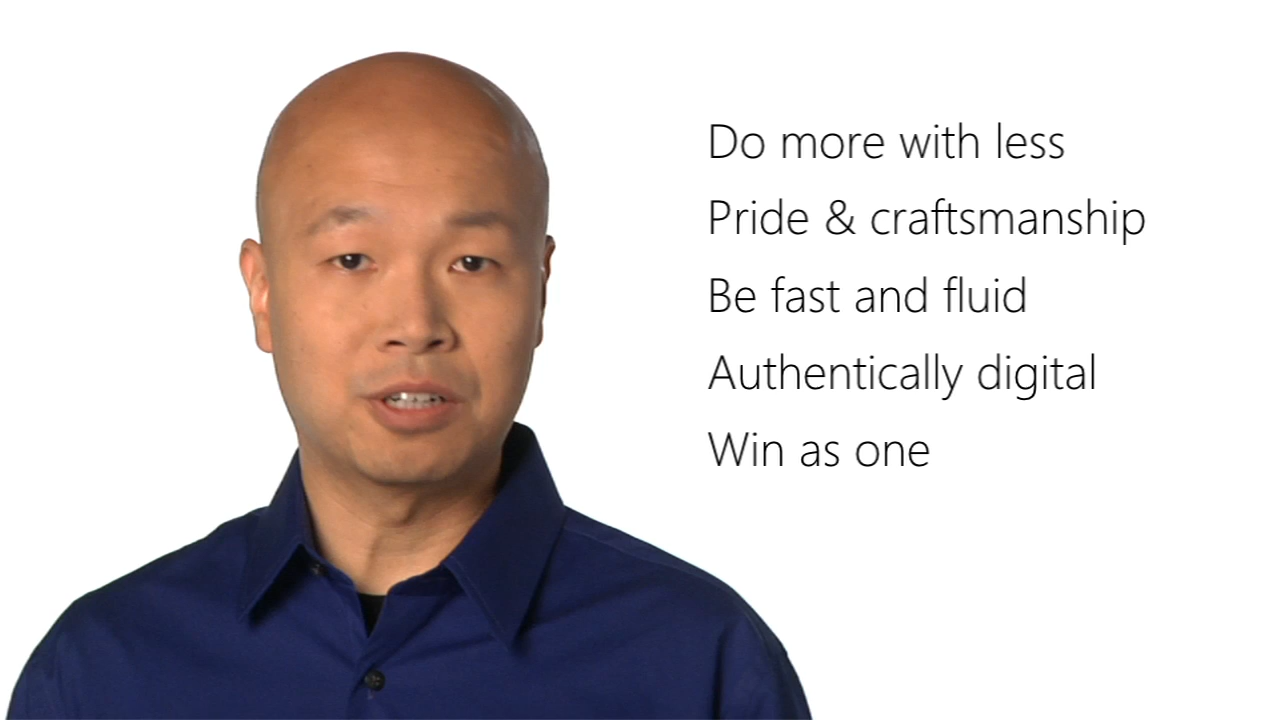 Do more with less
Pride & craftsmanship
Be fast and fluid
Authentically digital
Win as one